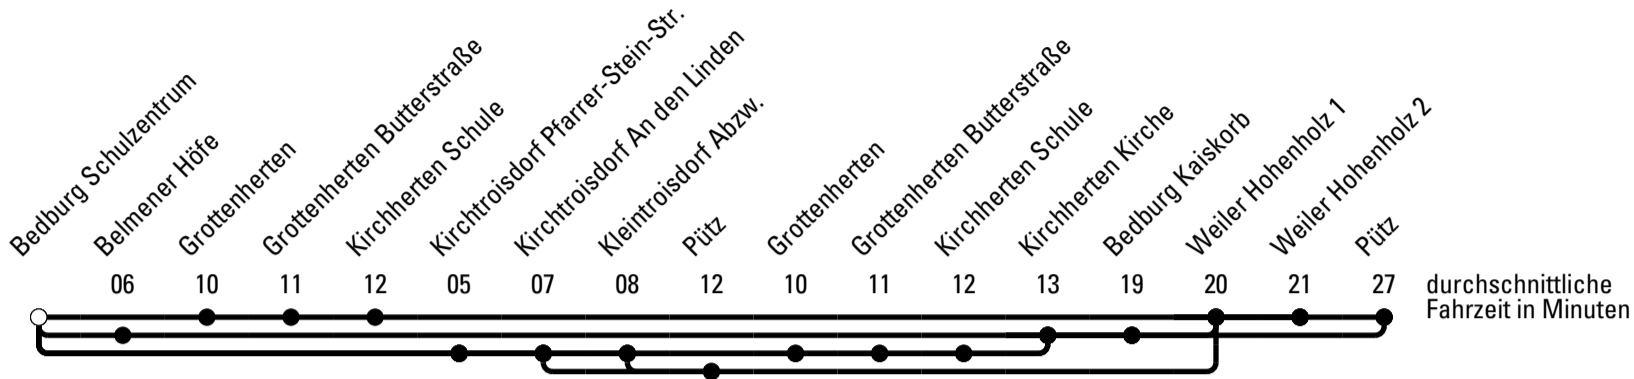 Bedburg Schulzentrum
Belmener Höfe
Grottenherten
Grottenherten Butterstraße
Kirchherten Schule
Kirchtroisdorf Pfarrer-Stein-Str.
Kirchtroisdorf An den Linden
Kleintroisdorf Abzw.
Pütz
Grottenherten
Grottenherten Butterstraße
Kirchherten Schule
Kirchherten Kirche
Bedburg Kaiskorb
Weiler Hohenholz 1
Weiler Hohenholz 2
Pütz
06 10 11 12 05 07 08 12 10 11 12 13 19 20 21 27 durchschnittliche
Fahrzeit in Minuten